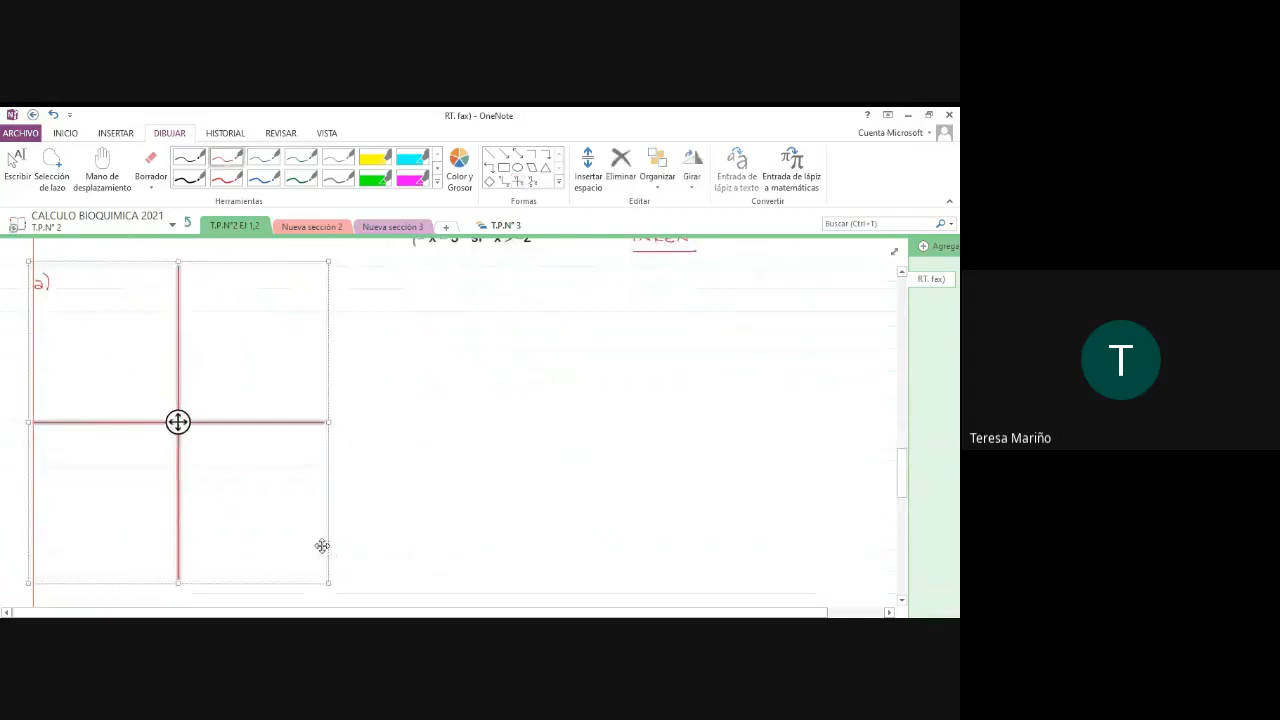 RT. fax) - OneNote
?
ARCHIVO INICIO INSERTAR DIBUJAR HISTORIAL REVISAR VISTA
Cuenta Microsoft
Escribir
Selección de lazo
Mano de desplazamiento
Borrador
Color y Grosor
Insertar espacio
Eliminar
Organizar
Girar
Entrada de lápiz a texto
Entrada de lápiz a matemáticas
Herramientas
Formas
Editar
Convertir
CALCULO BIOQUIMICA 2021
T.P.N° 2
T.P.N°2 EJ 1,2
Nueva sección 2
Nueva sección 3
+
T.P.N° 3
Buscar (Ctrl+T)
Agrega
RT. fax)
a)
T
Teresa Mariño